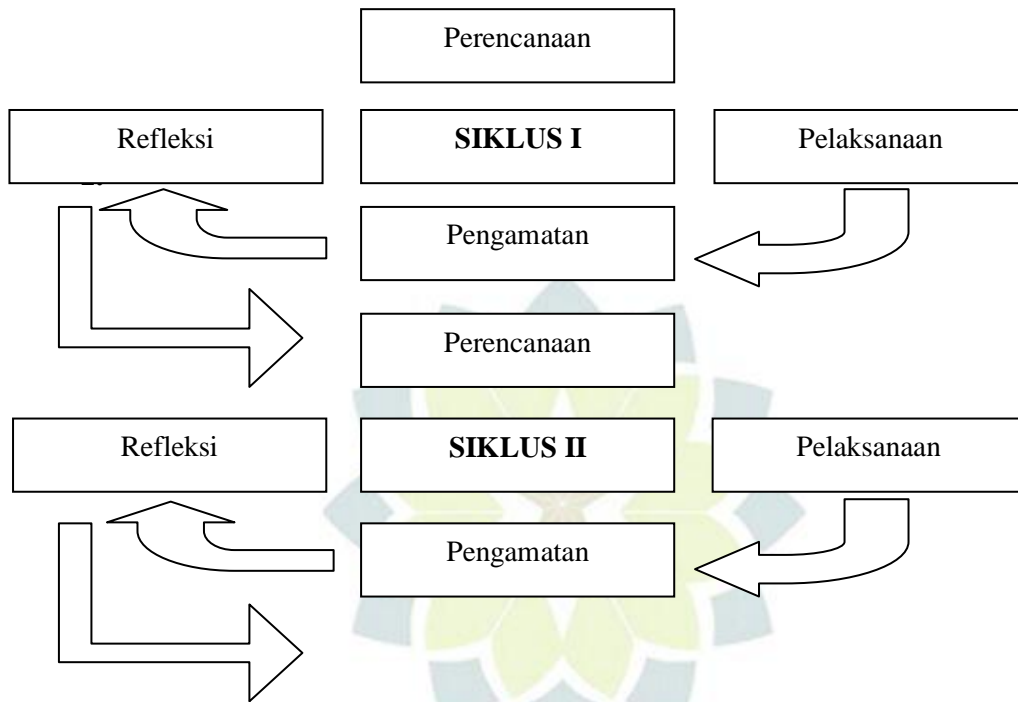 Perencanaan
Refleksi
SIKLUS I
Pelaksanaan
Pengamatan
Perencanaan
Refleksi
SIKLUS II
Pelaksanaan
Pengamatan